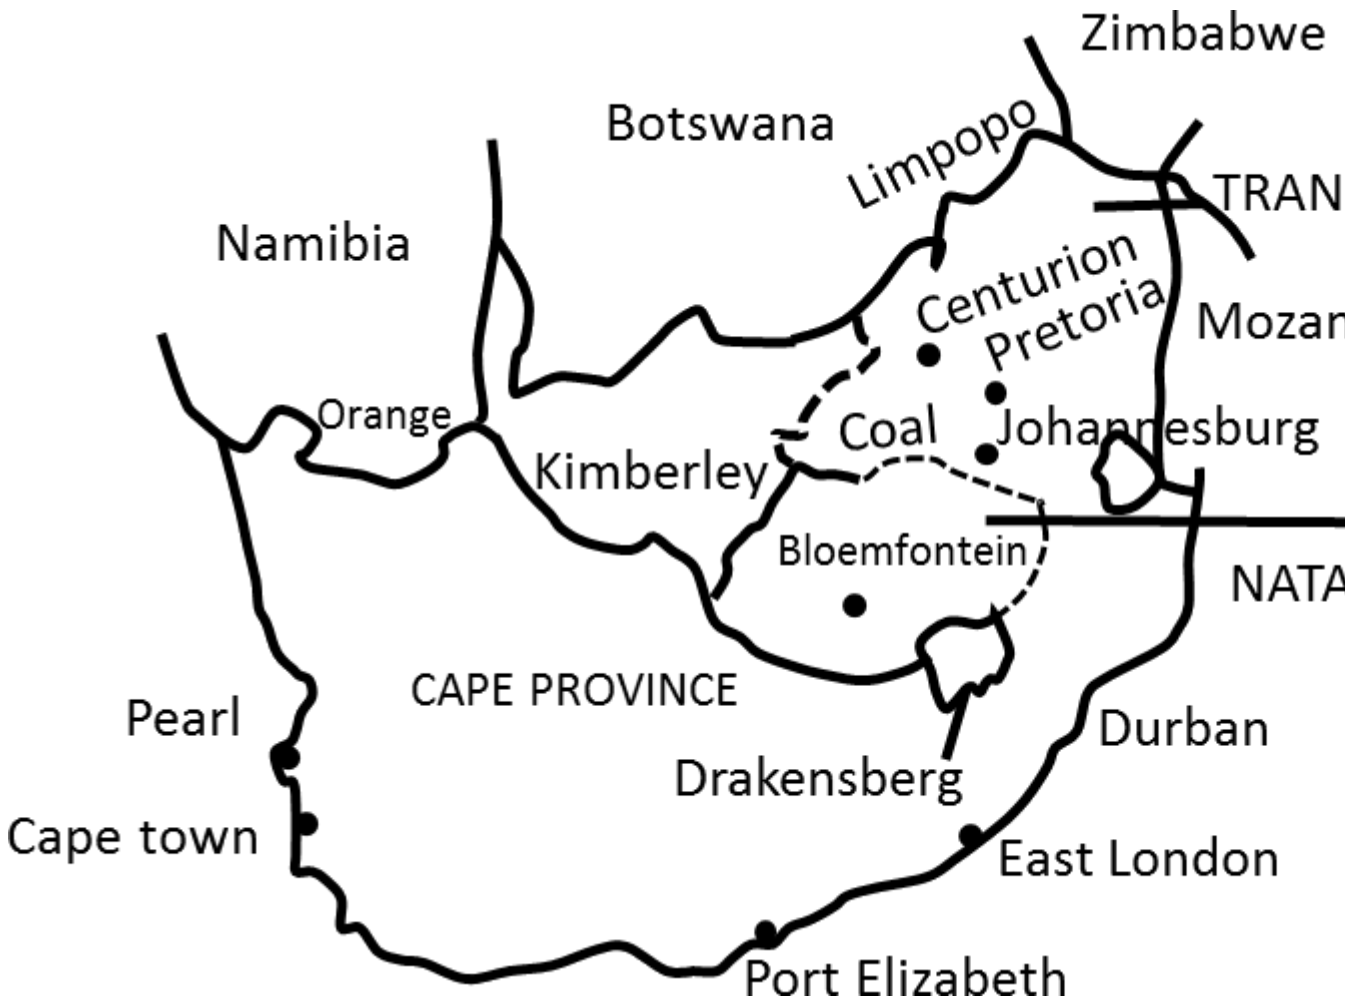 Zimbabwe
Botswana
Limpopo
TRAN
Namibia
Centurion
Pretoria
Mozar
Orange
Coal
Johannesburg
Kimberley
Bloemfontein
NATA
CAPE PROVINCE
Pearl
Durban
Drakensberg
Cape town
East London
Port Elizabeth